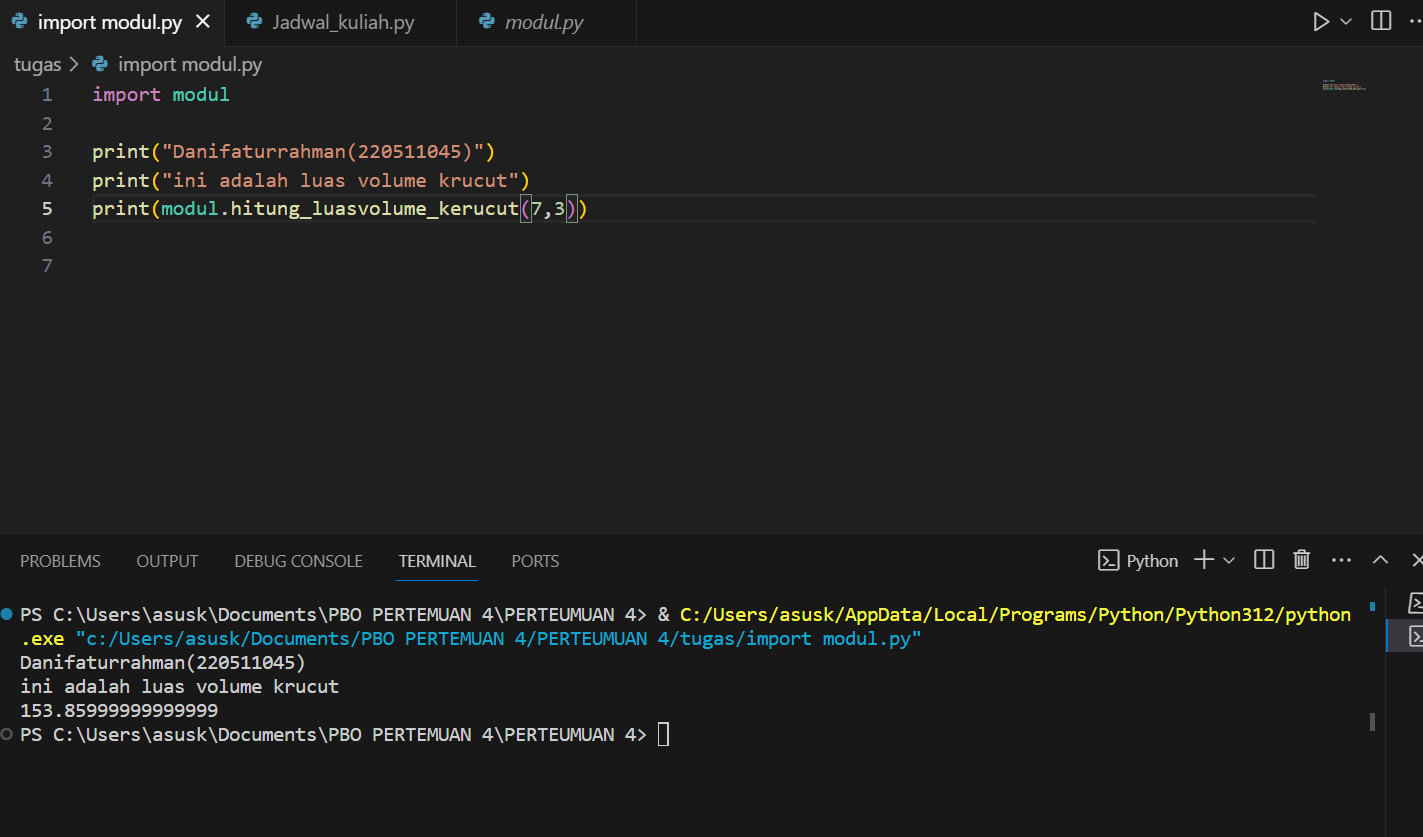 import modul.py Jadwal_kuliah.py modul.py
tugas > import modul.py
1 import modul
2
3 print("Danifaturrahman(220511045)")
4 print("ini adalah luas volume krucut")
5 print(modul.hitung_luasvolume_kerucut(7,3))
6
7
PROBLEMS OUTPUT DEBUG CONSOLE TERMINAL PORTS Python
PS C:\Users\asusk\Documents\PBO PERTEMUAN 4\PERTEUMUAN 4> & C:/Users/asusk/AppData/Local/Programs/Python/Python312/python
.exe "c:/Users/asusk/Documents/PBO PERTEMUAN 4/PERTEUMUAN 4/tugas/import modul.py"
Danifaturrahman(220511045)
ini adalah luas volume krucut
153.85999999999999
PS C:\Users\asusk\Documents\PBO PERTEMUAN 4\PERTEUMUAN 4>